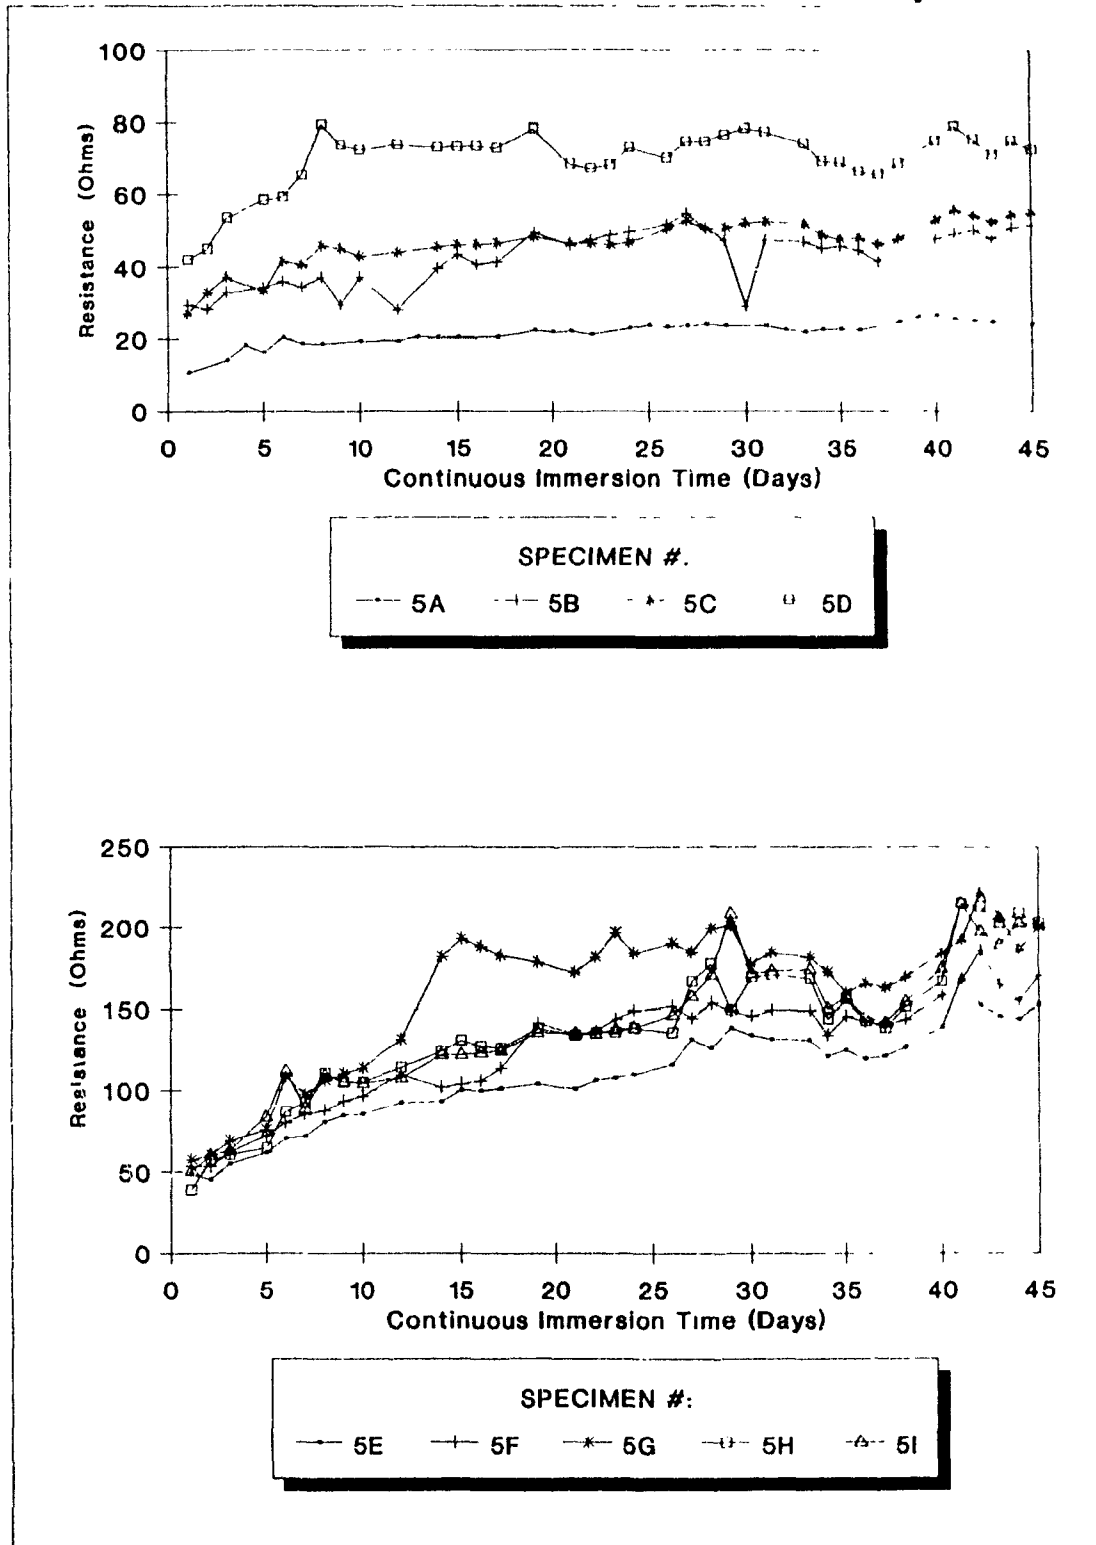 100
80
60
40
20
0
Resistance (Ohms)
0 5 10 15 20 25 30 35 40 45
Continuous Immersion Time (Days)
SPECIMEN #.
5A 5B 5C 5D
250
200
150
100
50
0
Resistance (Ohms)
0 5 10 15 20 25 30 35 40 45
Continuous Immersion Time (Days)
SPECIMEN #:
5E 5F 5G 5H 5I